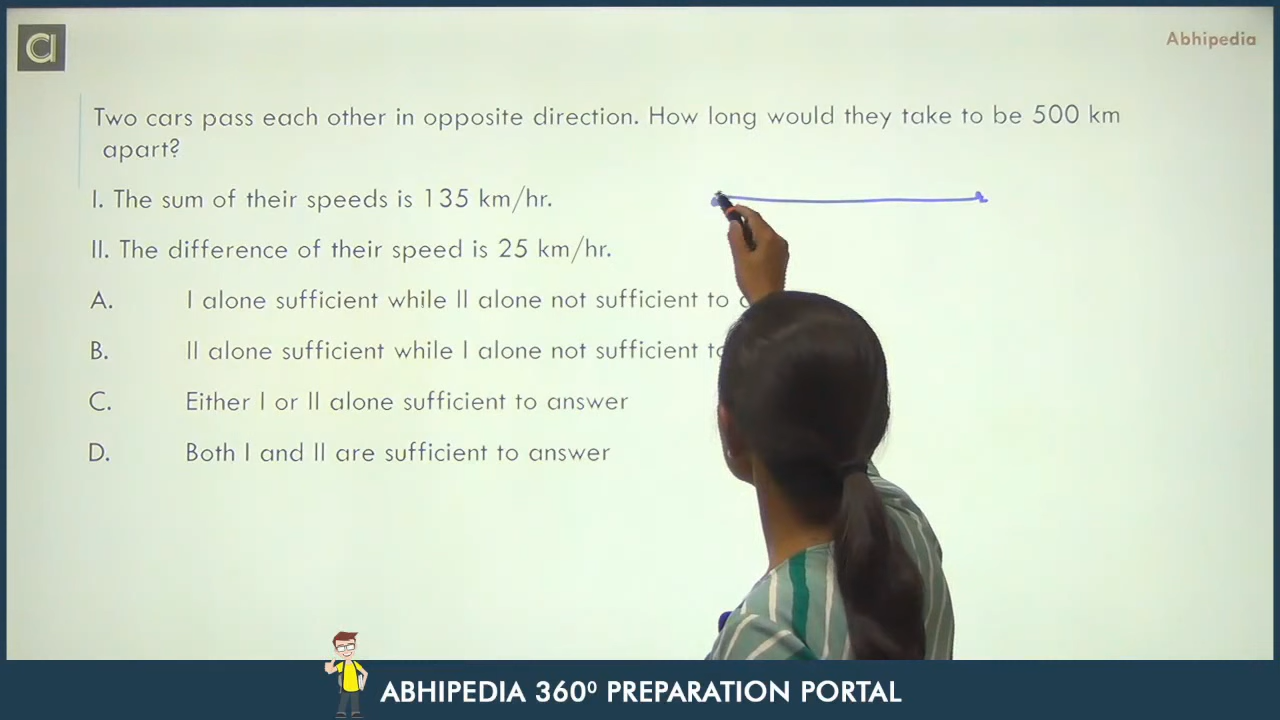 Abhipedia
Two cars pass each other in opposite direction. How long would they take to be 500 km
apart?
I. The sum of their speeds is 135 km/hr.
II. The difference of their speed is 25 km/hr.
A. I alone sufficient while II alone not sufficient to
B. II alone sufficient while I alone not sufficient
C. Either I or II alone sufficient to answer
D. Both I and II are sufficient to answer
ABHIPEDIA 360⁰ PREPARATION PORTAL